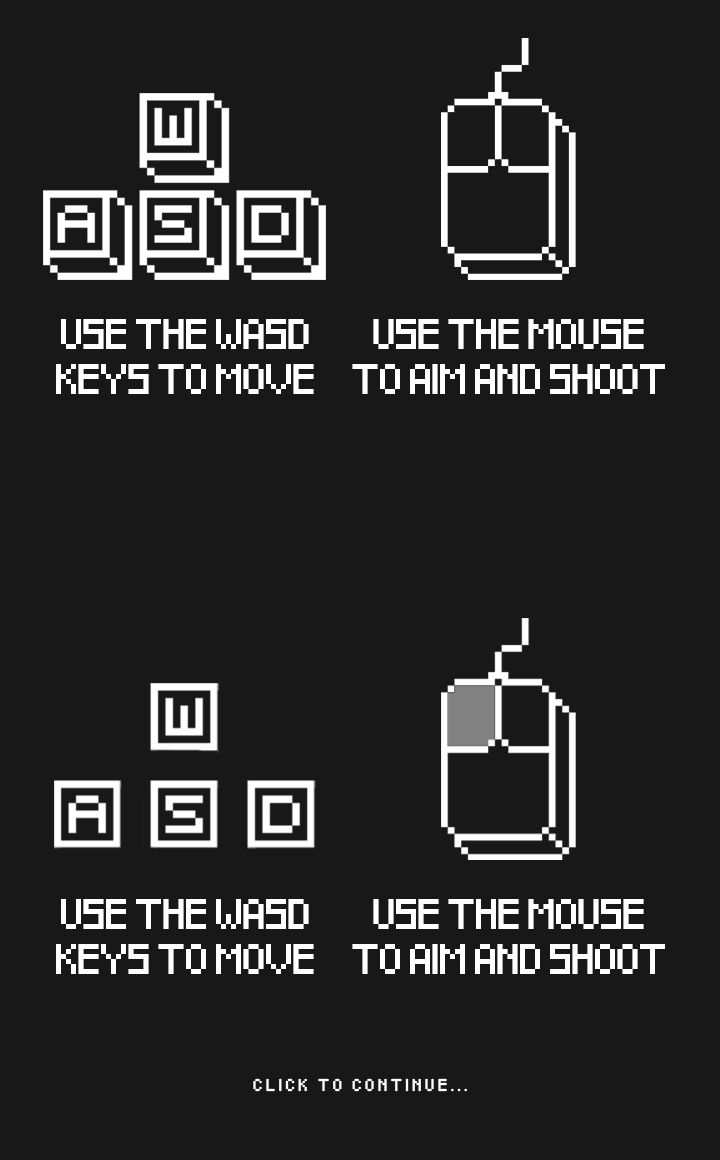 W
A S D
USE THE WASD
KEYS TO MOVE
USE THE MOUSE
TO AIM AND SHOOT
W
A S D
USE THE WASD
KEYS TO MOVE
USE THE MOUSE
TO AIM AND SHOOT
CLICK TO CONTINUE...